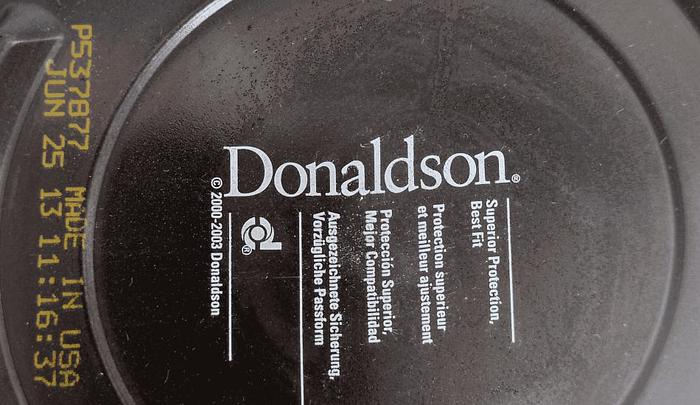 P537877 MADE IN USA
JUN 25 13 11:16:37
Donaldson®
Superior Protection,
Best Fit
Protection superieur
et meilleur ajustement
Protección Superior,
Mejor Compatibilidad
Ausgezeichnete Sicherung,
Vorzügliche Passform
®
© 2000-2003 Donaldson